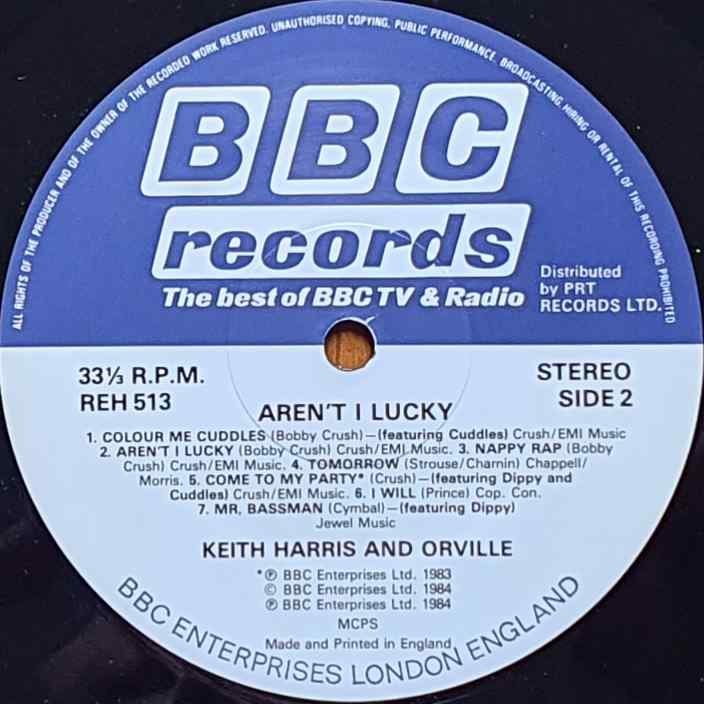 ALL RIGHTS OF THE PRODUCER AND OF THE OWNER OF THE RECORDED WORK RESERVED. UNAUTHORISED COPYING, PUBLIC PERFORMANCE, BROADCASTING, HIRING OR RENTAL OF THIS RECORDING PROHIBITED
BBC
records
The best of BBC TV & Radio
Distributed
by PRT
RECORDS LTD.
33⅓ R.P.M.
REH 513
STEREO
SIDE 2
AREN'T I LUCKY
1. COLOUR ME CUDDLES (Bobby Crush)—(featuring Cuddles) Crush/EMI Music
2. AREN'T I LUCKY (Bobby Crush) Crush/EMI Music. 3. NAPPY RAP (Bobby
Crush) Crush/EMI Music. 4. TOMORROW (Strouse/Charnin) Chappell/
Morris. 5. COME TO MY PARTY* (Crush)—(featuring Dippy and
Cuddles) Crush/EMI Music. 6. I WILL (Prince) Cop. Con.
7. MR. BASSMAN (Cymbal)—(featuring Dippy)
Jewel Music
KEITH HARRIS AND ORVILLE
*℗ BBC Enterprises Ltd. 1983
© BBC Enterprises Ltd. 1984
℗ BBC Enterprises Ltd. 1984
MCPS
Made and Printed in England
BBC ENTERPRISES LONDON ENGLAND